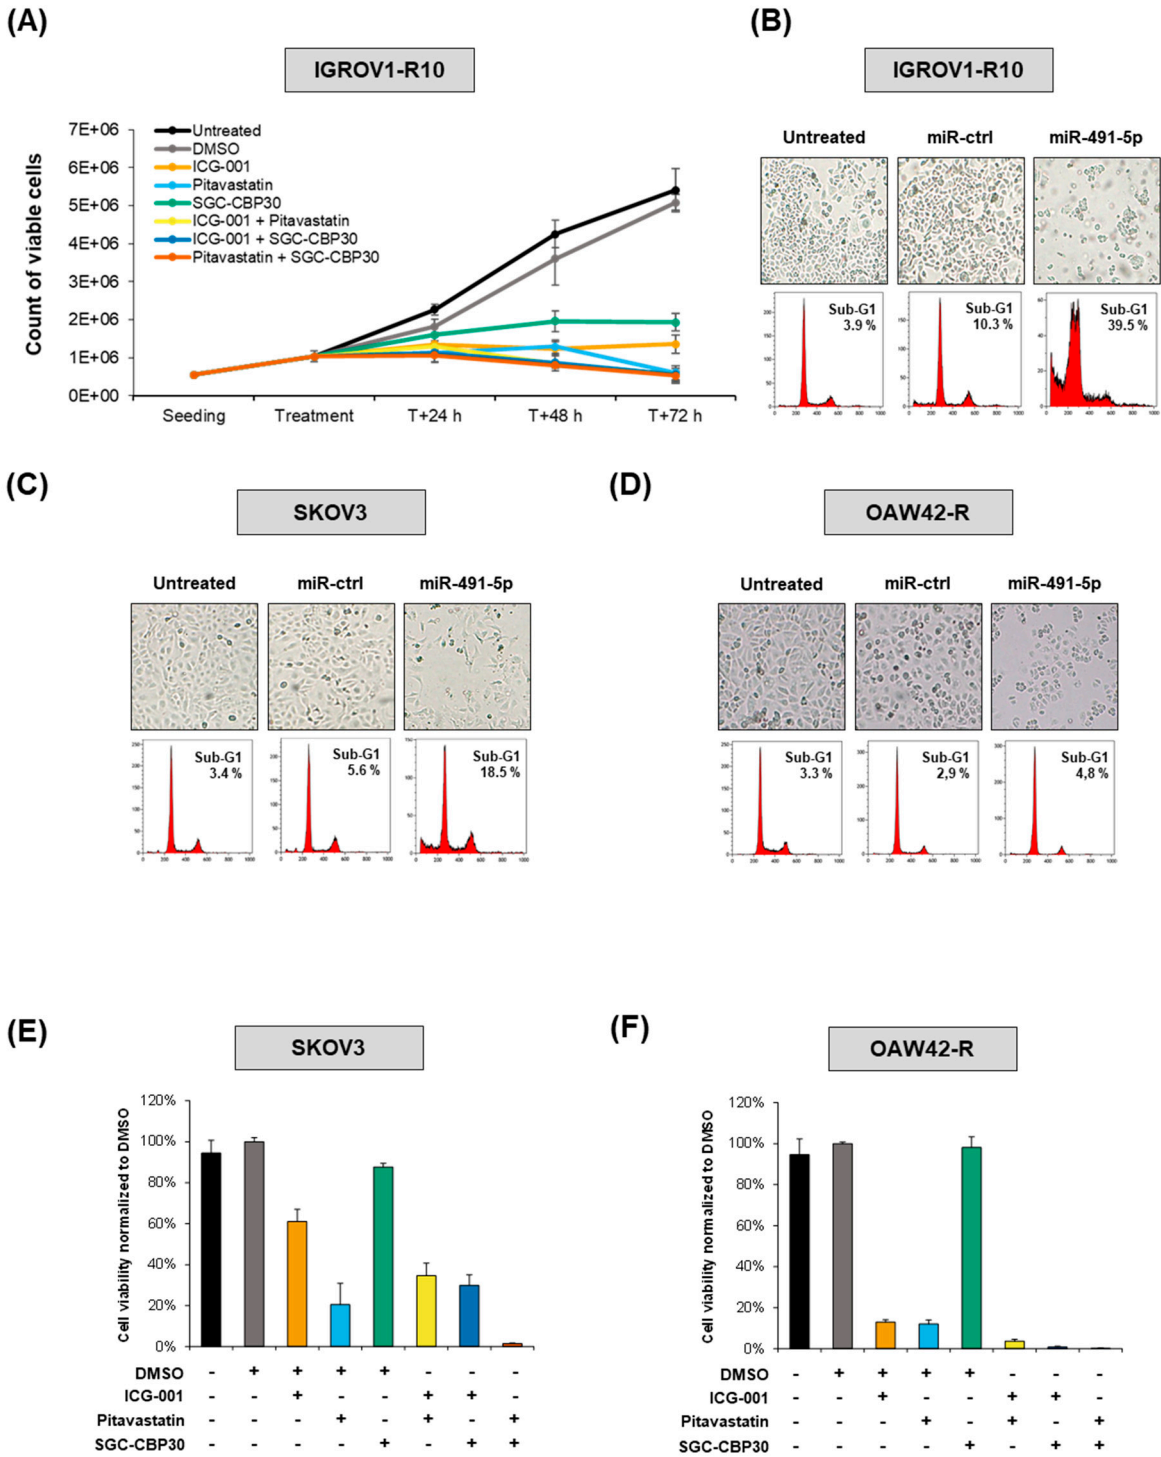 (A)
IGROV1-R10
Count of viable cells
7E+06
6E+06
5E+06
4E+06
3E+06
2E+06
1E+06
0E+00
Untreated
DMSO
ICG-001
Pitavastatin
SGC-CBP30
ICG-001 + Pitavastatin
ICG-001 + SGC-CBP30
Pitavastatin + SGC-CBP30
Seeding Treatment T+24 h T+48 h T+72 h
(B)
IGROV1-R10
Untreated miR-ctrl miR-491-5p
Sub-G1
3.9 %
Sub-G1
10.3 %
Sub-G1
39.5 %
(C)
SKOV3
Untreated miR-ctrl miR-491-5p
Sub-G1
3.4 %
Sub-G1
5.6 %
Sub-G1
18.5 %
(D)
OAW42-R
Untreated miR-ctrl miR-491-5p
Sub-G1
3.3 %
Sub-G1
2,9 %
Sub-G1
4,8 %
(E)
SKOV3
Cell viability normalized to DMSO
120%
100%
80%
60%
40%
20%
0%
DMSO - + + + + - - -
ICG-001 - - + - - + + -
Pitavastatin - - - + - + - +
SGC-CBP30 - - - - + - + +
(F)
OAW42-R
Cell viability normalized to DMSO
120%
100%
80%
60%
40%
20%
0%
DMSO - + + + + - - -
ICG-001 - - + - - + + -
Pitavastatin - - - + - + - +
SGC-CBP30 - - - - + - + +